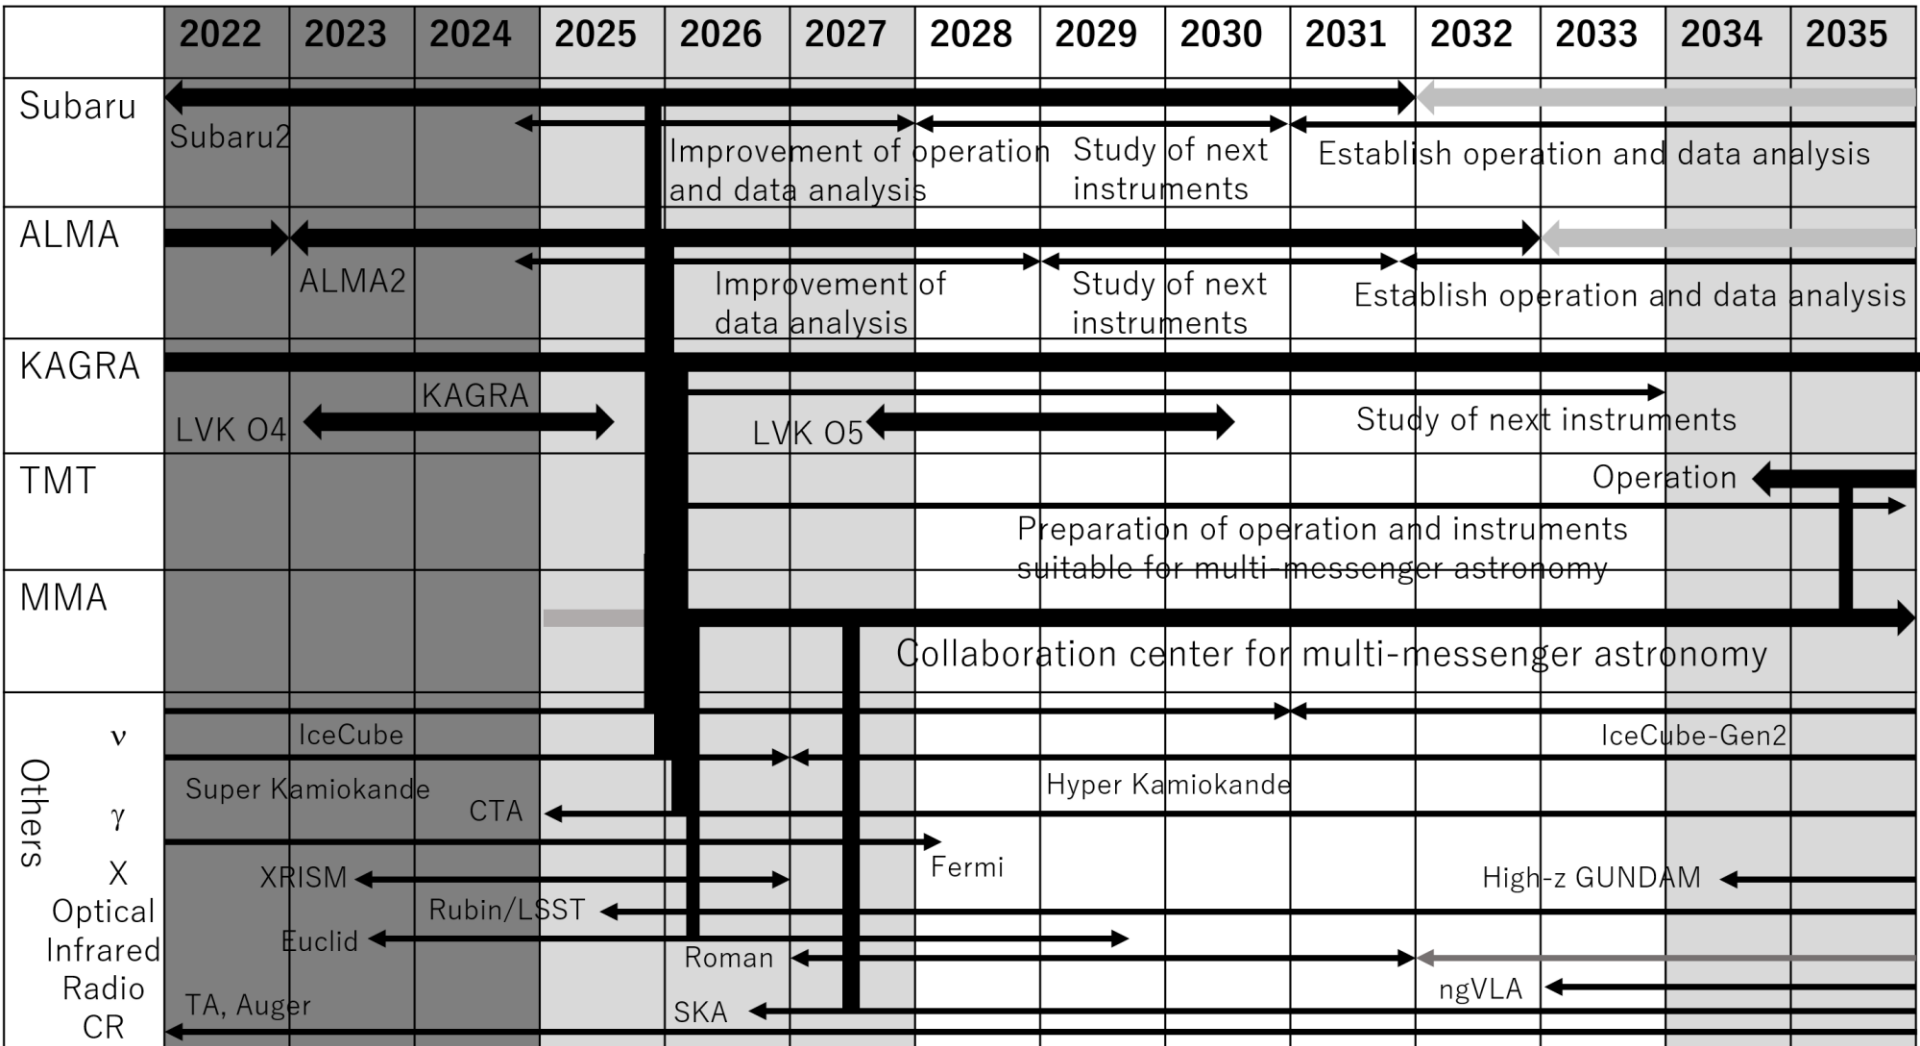 2022 2023 2024 2025 2026 2027 2028 2029 2030 2031 2032 2033 2034 2035
Subaru
Subaru2
Improvement of operation
and data analysis
Study of next
instruments
Establish operation and data analysis
ALMA
ALMA2
Improvement of
data analysis
Study of next
instruments
Establish operation and data analysis
KAGRA
KAGRA
LVK O4
LVK O5
Study of next instruments
TMT
Operation
Preparation of operation and instruments
suitable for multi-messenger astronomy
MMA
Collaboration center for multi-messenger astronomy
Others
ν
IceCube
IceCube-Gen2
Super Kamiokande
Hyper Kamiokande
γ
CTA
Fermi
X
XRISM
High-z GUNDAM
Optical
Rubin/LSST
Infrared
Euclid
Roman
Radio
ngVLA
SKA
CR
TA, Auger